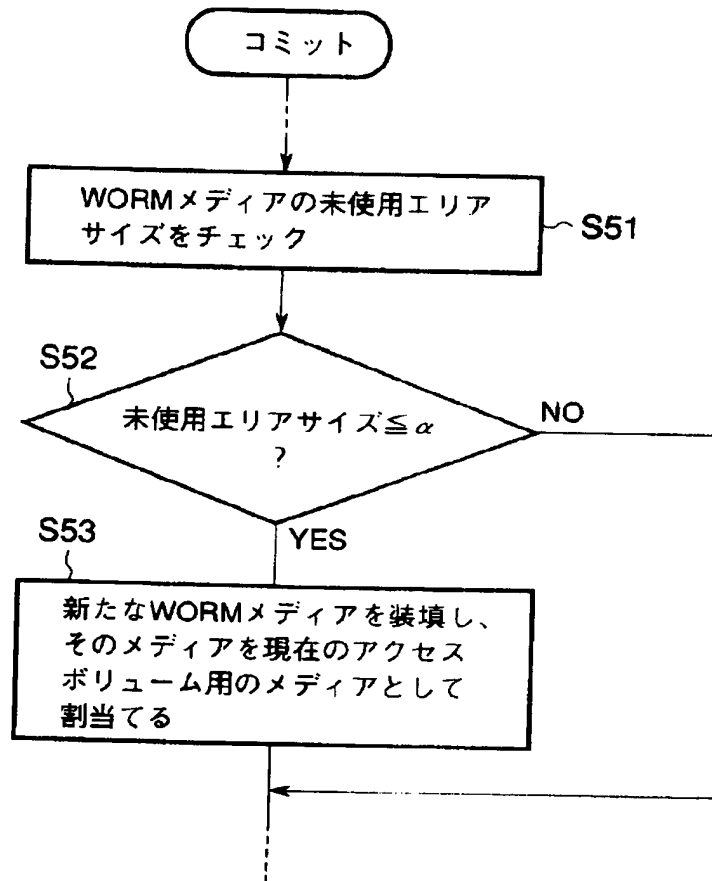 コミット
WORMメディアの未使用エリア
サイズをチェック
S51
S52
未使用エリアサイズ≦α
?
NO
YES
S53
新たなWORMメディアを装填し、
そのメディアを現在のアクセス
ボリューム用のメディアとして
割当てる